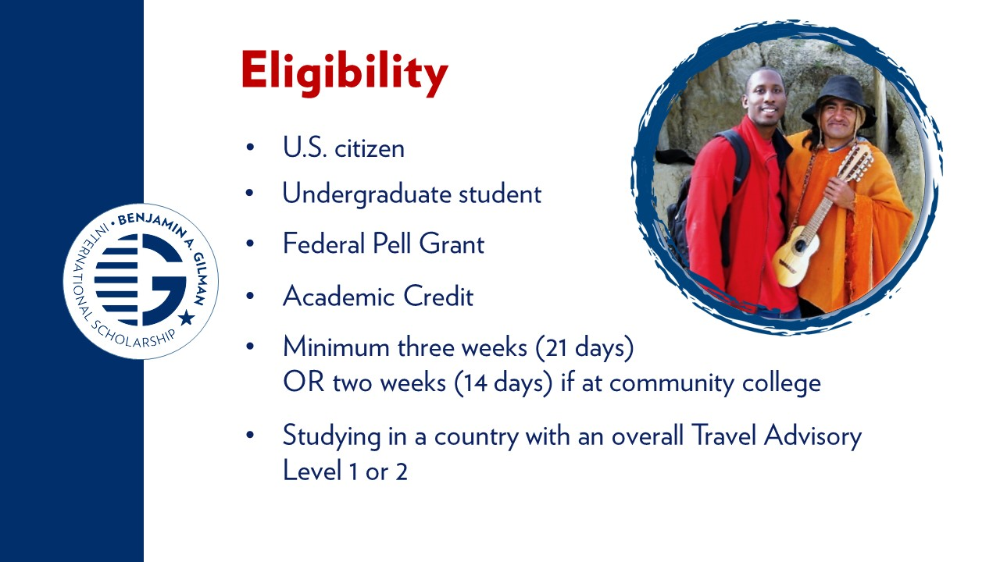 Eligibility
• U.S. citizen
• Undergraduate student
• Federal Pell Grant
• Academic Credit
• Minimum three weeks (21 days)
OR two weeks (14 days) if at community college
• Studying in a country with an overall Travel Advisory
Level 1 or 2
• BENJAMIN A. GILMAN
INTERNATIONAL SCHOLARSHIP
G